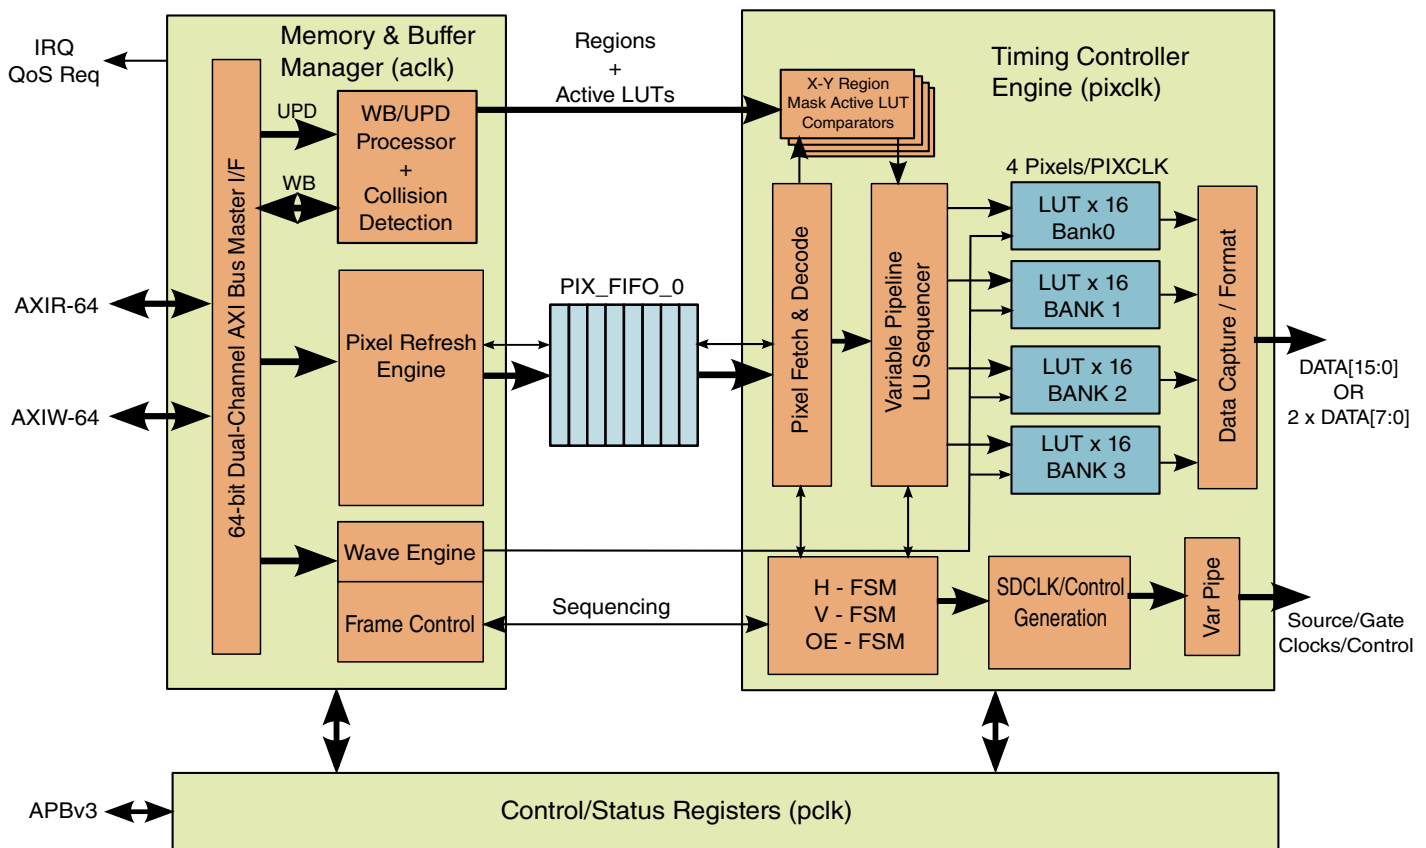 IRQ
QoS Req
Memory & Buffer
Manager (aclk)
Regions
+
Active LUTs
Timing Controller
Engine (pixclk)
X-Y Region
Mask Active LUT
Comparators
UPD
WB
WB/UPD
Processor
+
Collision
Detection
64-bit Dual-Channel AXI Bus Master I/F
AXIR-64
AXIW-64
Pixel Refresh
Engine
PIX_FIFO_0
Pixel Fetch & Decode
Variable Pipeline
LU Sequencer
4 Pixels/PIXCLK
LUT x 16
Bank0
LUT x 16
BANK 1
LUT x 16
BANK 2
LUT x 16
BANK 3
Data Capture / Format
DATA[15:0]
OR
2 x DATA[7:0]
Wave Engine
Frame Control
Sequencing
H - FSM
V - FSM
OE - FSM
SDCLK/Control
Generation
Var Pipe
Source/Gate
Clocks/Control
APBv3
Control/Status Registers (pclk)